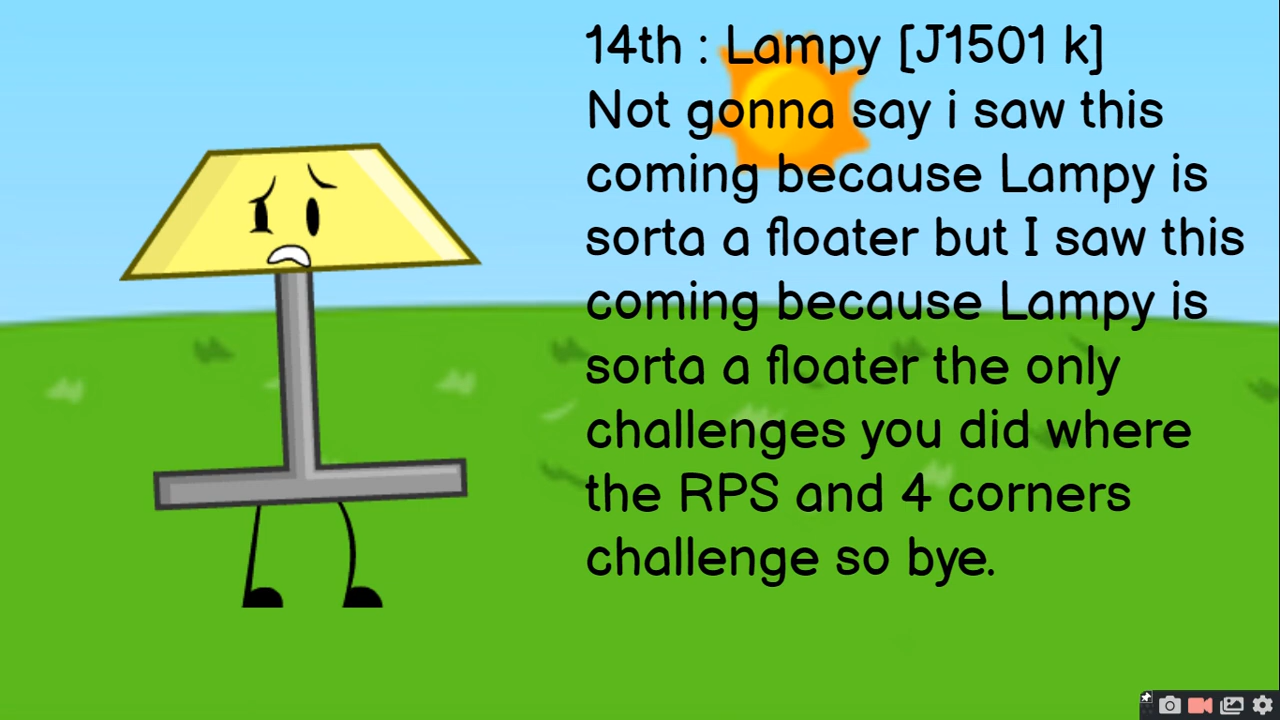 14th : Lampy [J1501 k]
Not gonna say i saw this
coming because Lampy is
sorta a floater but I saw this
coming because Lampy is
sorta a floater the only
challenges you did where
the RPS and 4 corners
challenge so bye.